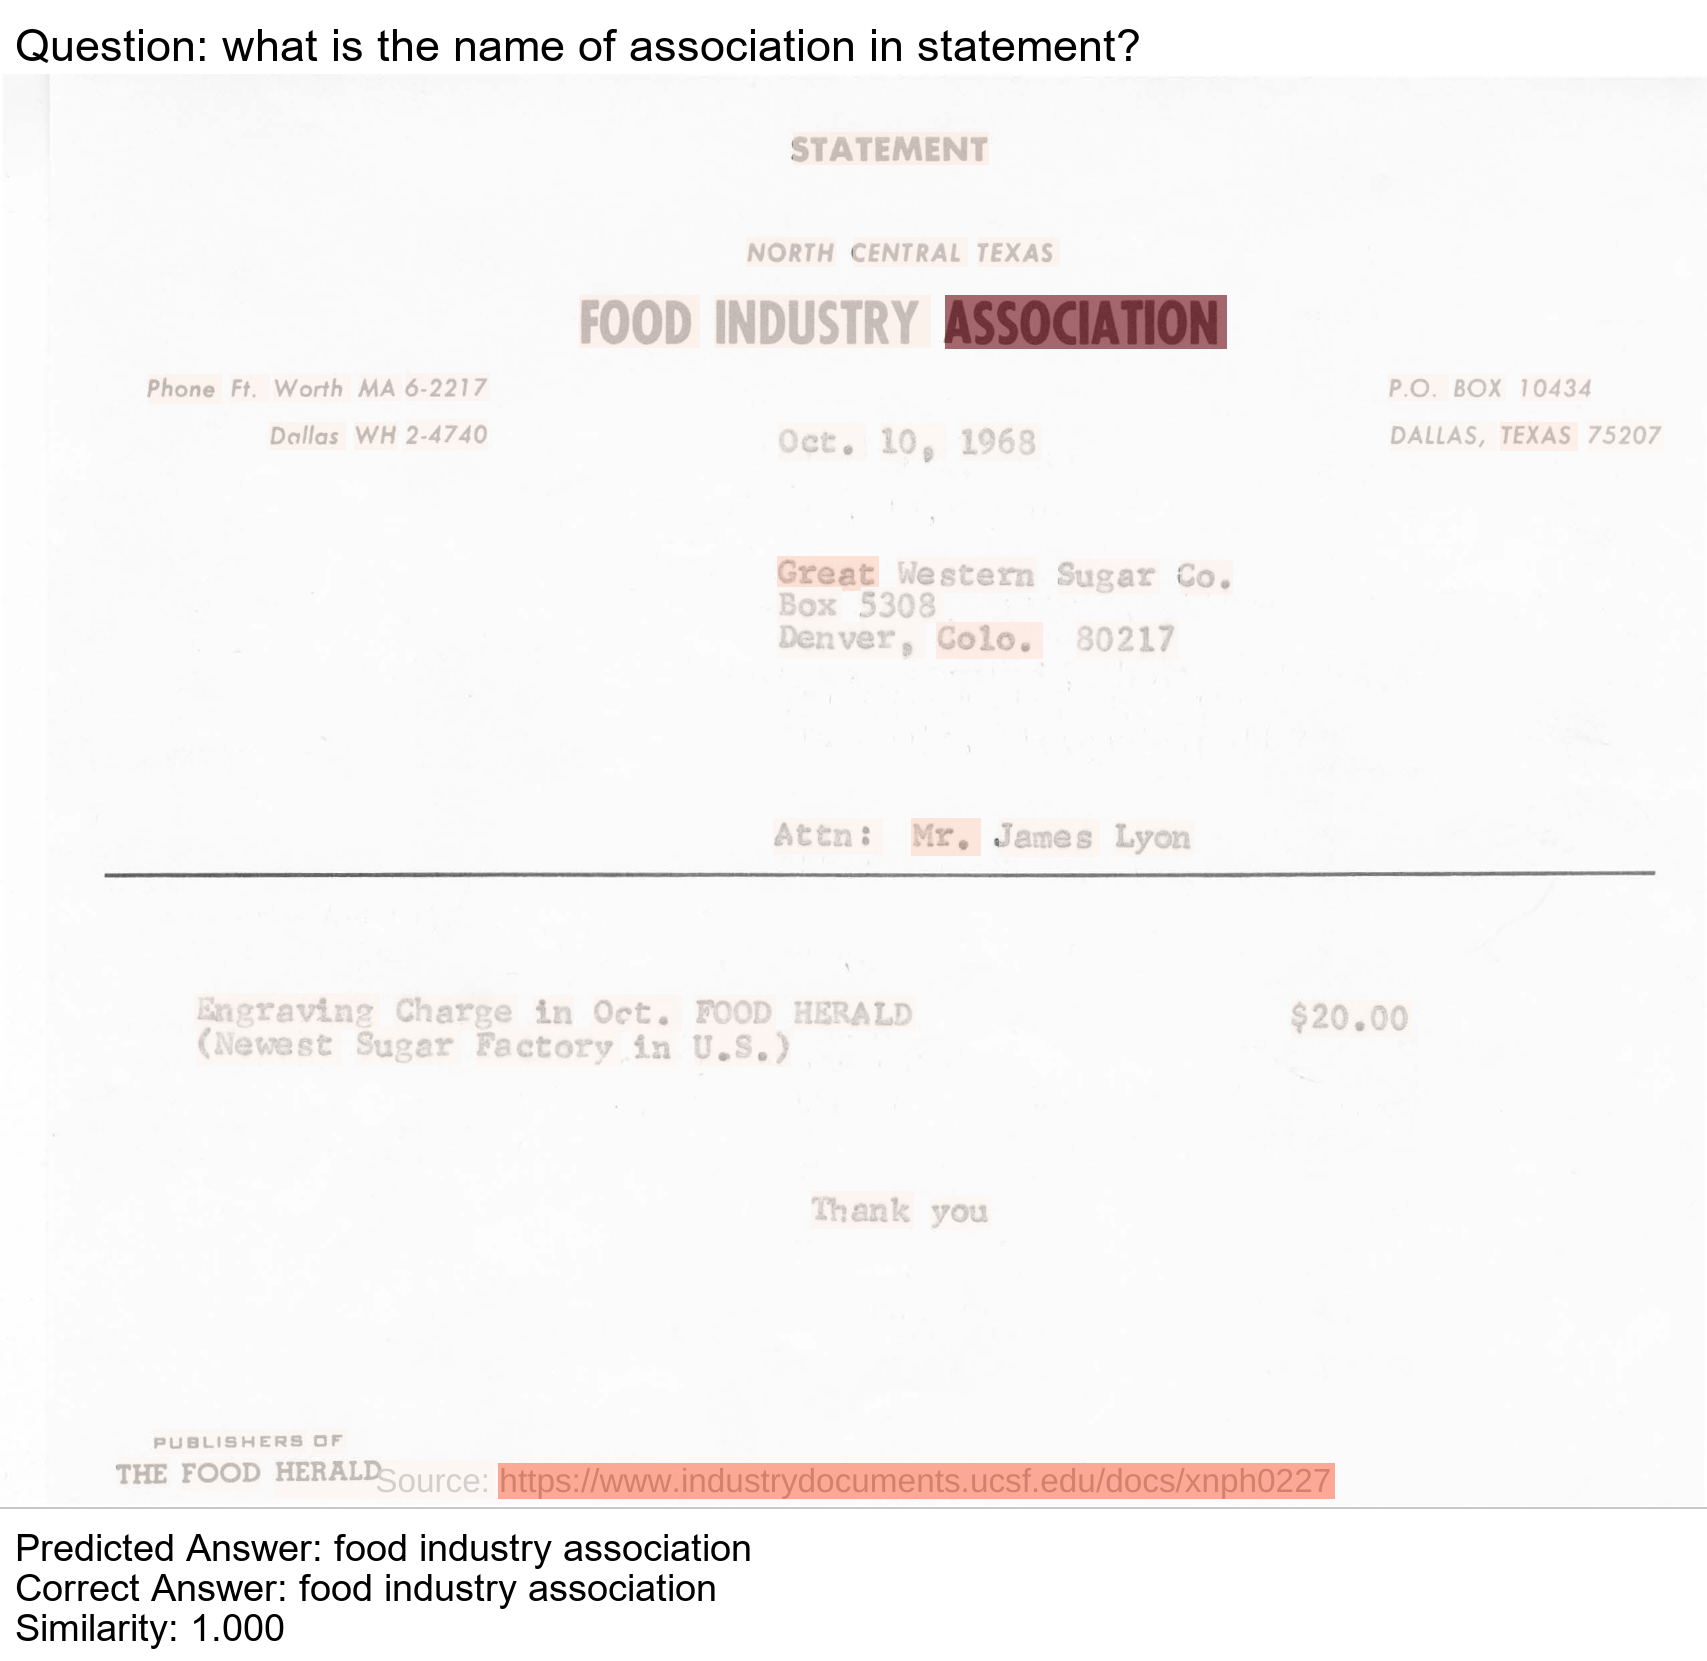 Question: what is the name of association in statement?
STATEMENT
NORTH CENTRAL TEXAS
FOOD INDUSTRY ASSOCIATION
Phone Ft. Worth MA 6-2217
P.O. BOX 10434
Dallas WH 2-4740
Oct. 10, 1968
DALLAS, TEXAS 75207
Great Western Sugar Co.
Box 5308
Denver, Colo. 80217
Attn: Mr. James Lyon
Engraving Charge in Oct. FOOD HERALD $20.00
(Newest Sugar Factory in U.S.)
Thank you
PUBLISHERS OF
THE FOOD HERALD
Source: https://www.industrydocuments.ucsf.edu/docs/xnph0227
Predicted Answer: food industry association
Correct Answer: food industry association
Similarity: 1.000